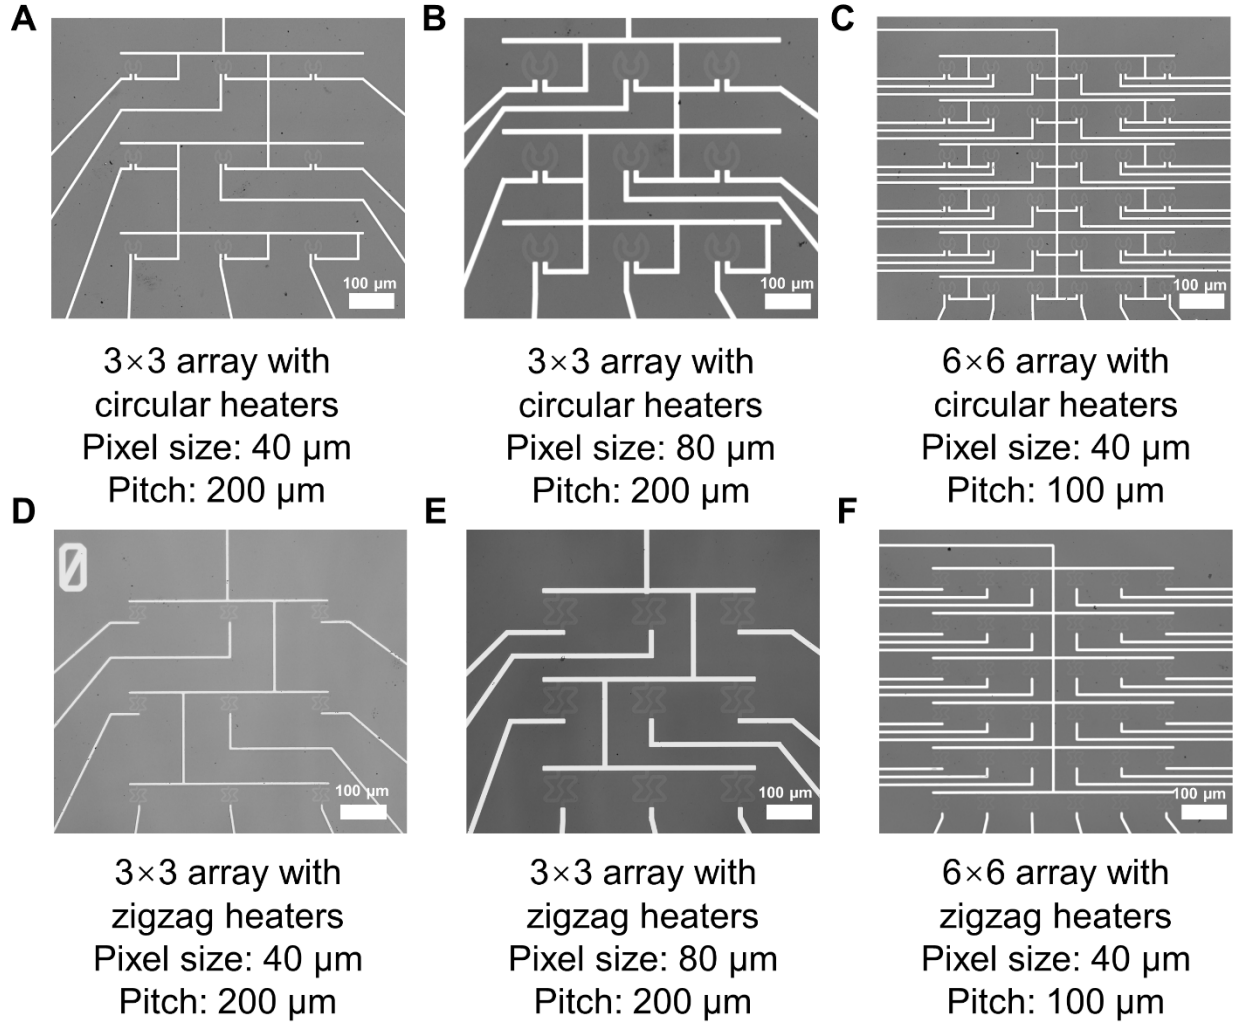 A
B
C
100 μm
100 μm
100 μm
3×3 array with
circular heaters
Pixel size: 40 μm
Pitch: 200 μm
3×3 array with
circular heaters
Pixel size: 80 μm
Pitch: 200 μm
6×6 array with
circular heaters
Pixel size: 40 μm
Pitch: 100 μm
D
E
F
0
100 μm
100 μm
100 μm
3×3 array with
zigzag heaters
Pixel size: 40 μm
Pitch: 200 μm
3×3 array with
zigzag heaters
Pixel size: 80 μm
Pitch: 200 μm
6×6 array with
zigzag heaters
Pixel size: 40 μm
Pitch: 100 μm